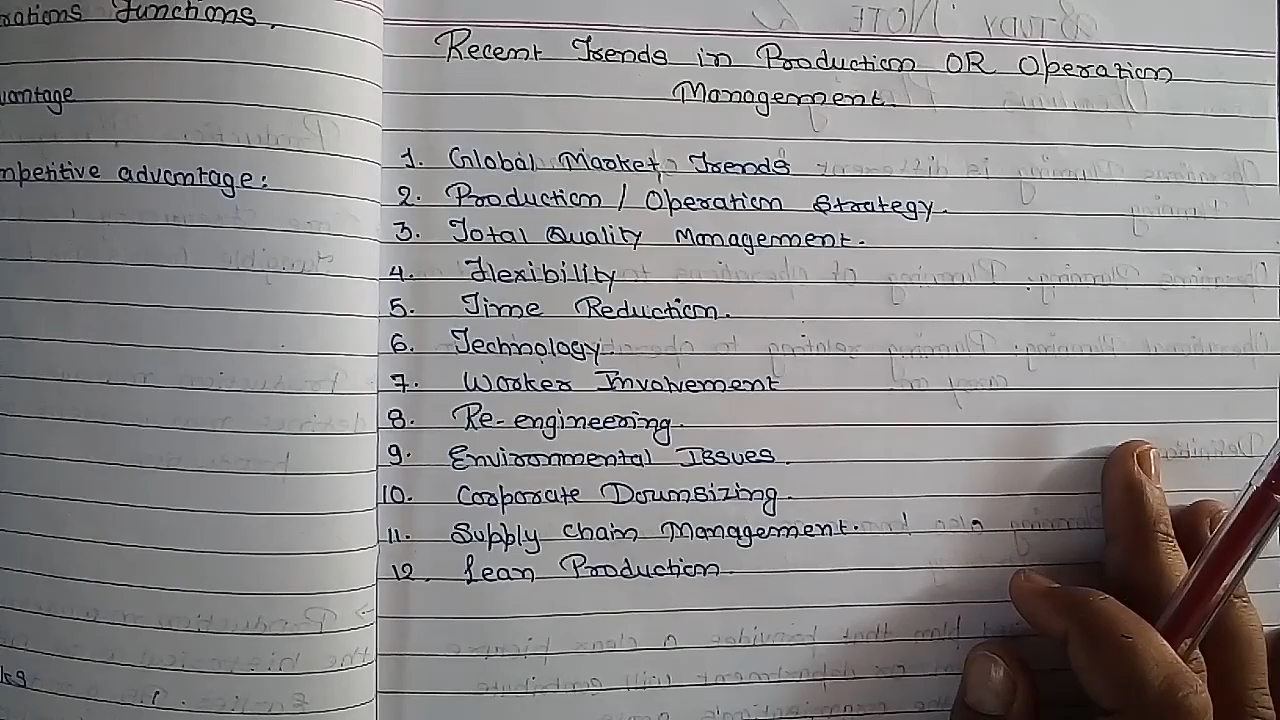 rations Functions.
vantage
mpetitive advantage:
Recent Trends in Production OR Operation
Management.
1. Global Market, Trends
2. Production / Operation Strategy.
3. Total Quality Management.
4. Flexibility
5. Time Reduction.
6. Technology.
7. Worker Involvement
8. Re-engineering.
9. Environmental Issues.
10. Corporate Downsizing.
11. Supply Chain Management.
12. Lean Production